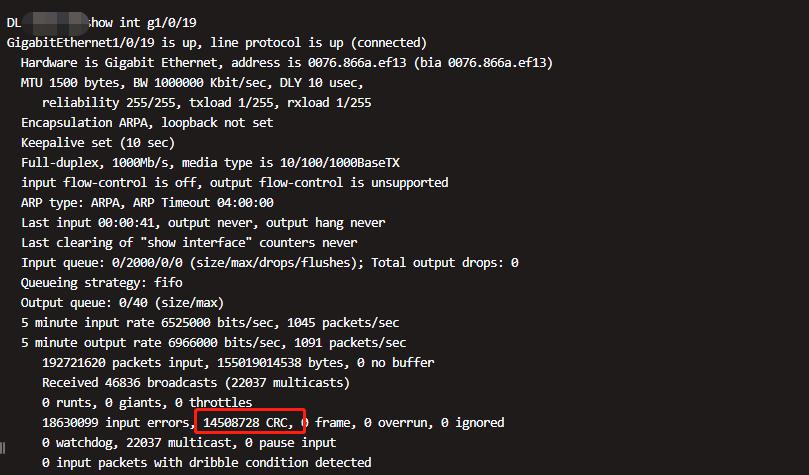 DL show int g1/0/19
GigabitEthernet1/0/19 is up, line protocol is up (connected)
Hardware is Gigabit Ethernet, address is 0076.866a.ef13 (bia 0076.866a.ef13)
MTU 1500 bytes, BW 1000000 Kbit/sec, DLY 10 usec,
reliability 255/255, txload 1/255, rxload 1/255
Encapsulation ARPA, loopback not set
Keepalive set (10 sec)
Full-duplex, 1000Mb/s, media type is 10/100/1000BaseTX
input flow-control is off, output flow-control is unsupported
ARP type: ARPA, ARP Timeout 04:00:00
Last input 00:00:41, output never, output hang never
Last clearing of "show interface" counters never
Input queue: 0/2000/0/0 (size/max/drops/flushes); Total output drops: 0
Queueing strategy: fifo
Output queue: 0/40 (size/max)
5 minute input rate 6525000 bits/sec, 1045 packets/sec
5 minute output rate 6966000 bits/sec, 1091 packets/sec
192721620 packets input, 155019014538 bytes, 0 no buffer
Received 46836 broadcasts (22037 multicasts)
0 runts, 0 giants, 0 throttles
18630099 input errors, 14508728 CRC, 0 frame, 0 overrun, 0 ignored
0 watchdog, 22037 multicast, 0 pause input
0 input packets with dribble condition detected